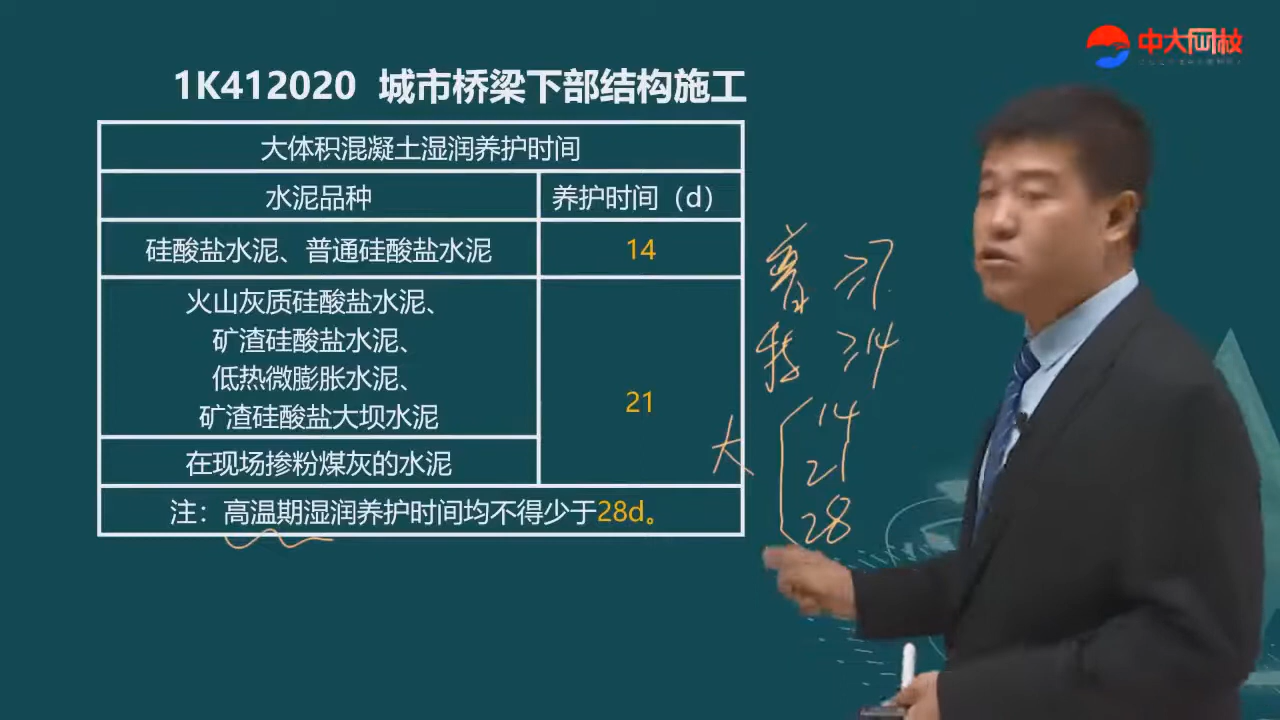 中大网校
1K412020 城市桥梁下部结构施工
大体积混凝土湿润养护时间
水泥品种 养护时间（d）
硅酸盐水泥、普通硅酸盐水泥 14
火山灰质硅酸盐水泥、
矿渣硅酸盐水泥、
低热微膨胀水泥、
矿渣硅酸盐大坝水泥
21
在现场掺粉煤灰的水泥
注：高温期湿润养护时间均不得少于28d。
普 ≥7
≥14
大
14
21
28